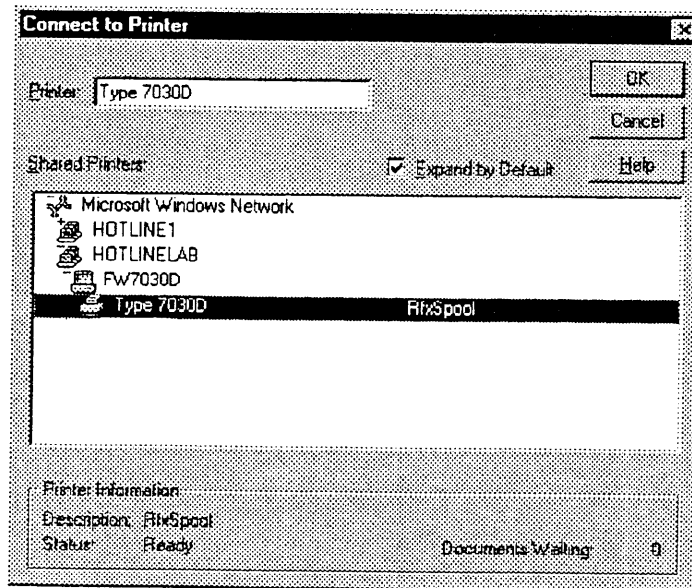 Connect to Printer
Printer: Type 7030D
OK
Cancel
Shared Printers:
Expand by Default
Help
Microsoft Windows Network
HOTLINE1
HOTLINELAB
FW7030D
Type 7030D RfxSpool
Printer Information
Description: RfxSpool
Status: Ready
Documents Waiting: 0